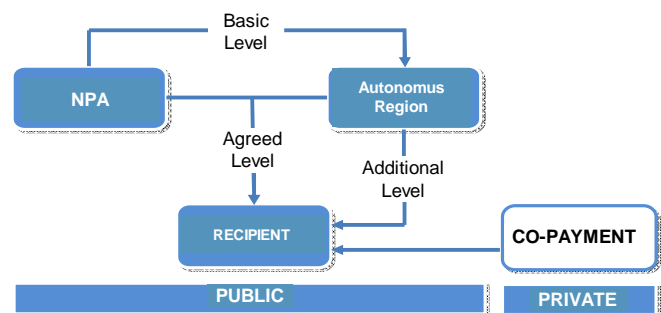 Basic
Level
NPA
Autonomus
Region
Agreed
Level
Additional
Level
RECIPIENT
CO-PAYMENT
PUBLIC
PRIVATE